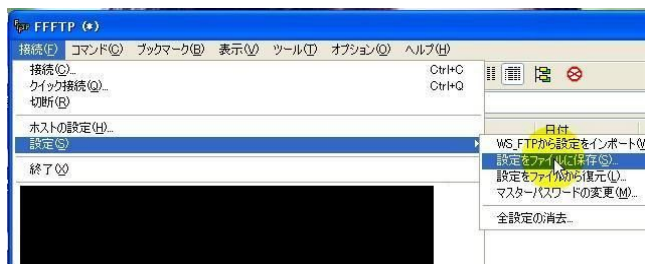 FFFTP (*)
接続(F) コマンド(C) ブックマーク(B) 表示(V) ツール(T) オプション(O) ヘルプ(H)
接続(C)... Ctrl+C
クイック接続(Q)... Ctrl+Q
切断(R)
ホストの設定(H)...
設定(S)
終了(X)
日付
WS_FTPから設定をインポート(W
設定をファイルに保存(S)...
設定をファイルから復元(L)...
マスターパスワードの変更(M)...
全設定の消去...